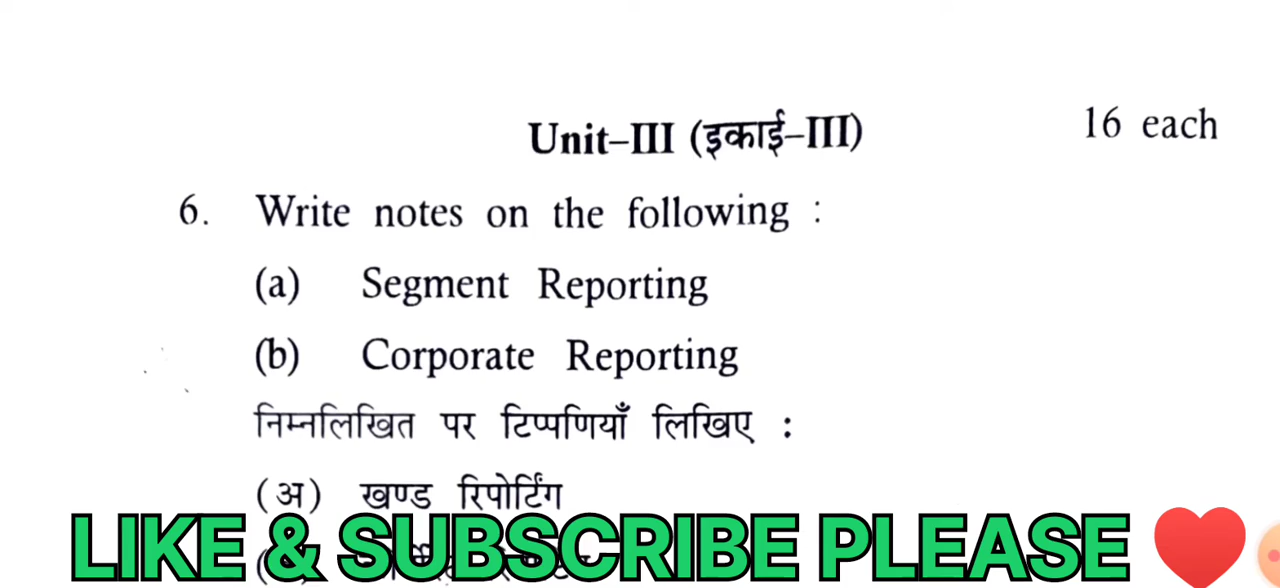 16 each
Unit–III (इकाई–III)
6. Write notes on the following :
(a) Segment Reporting
(b) Corporate Reporting
निम्नलिखित पर टिप्पणियाँ लिखिए :
(अ) खण्ड रिपोर्टिंग
LIKE & SUBSCRIBE PLEASE